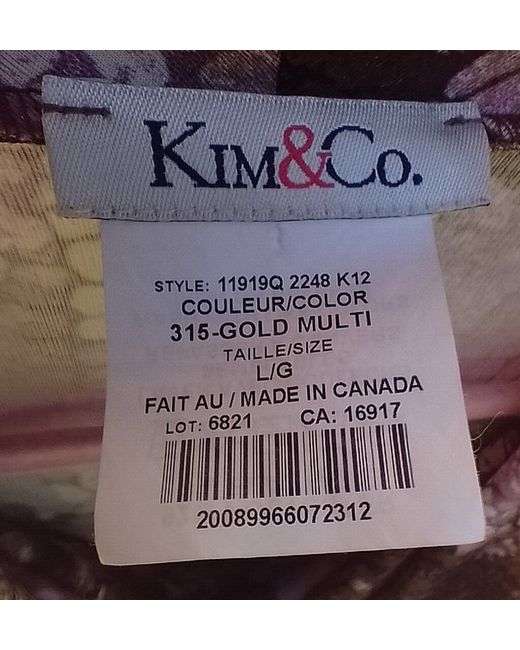 KIM&CO.
STYLE: 11919Q 2248 K12
COULEUR/COLOR
315-GOLD MULTI
TAILLE/SIZE
L/G
FAIT AU / MADE IN CANADA
LOT: 6821 CA: 16917
20089966072312